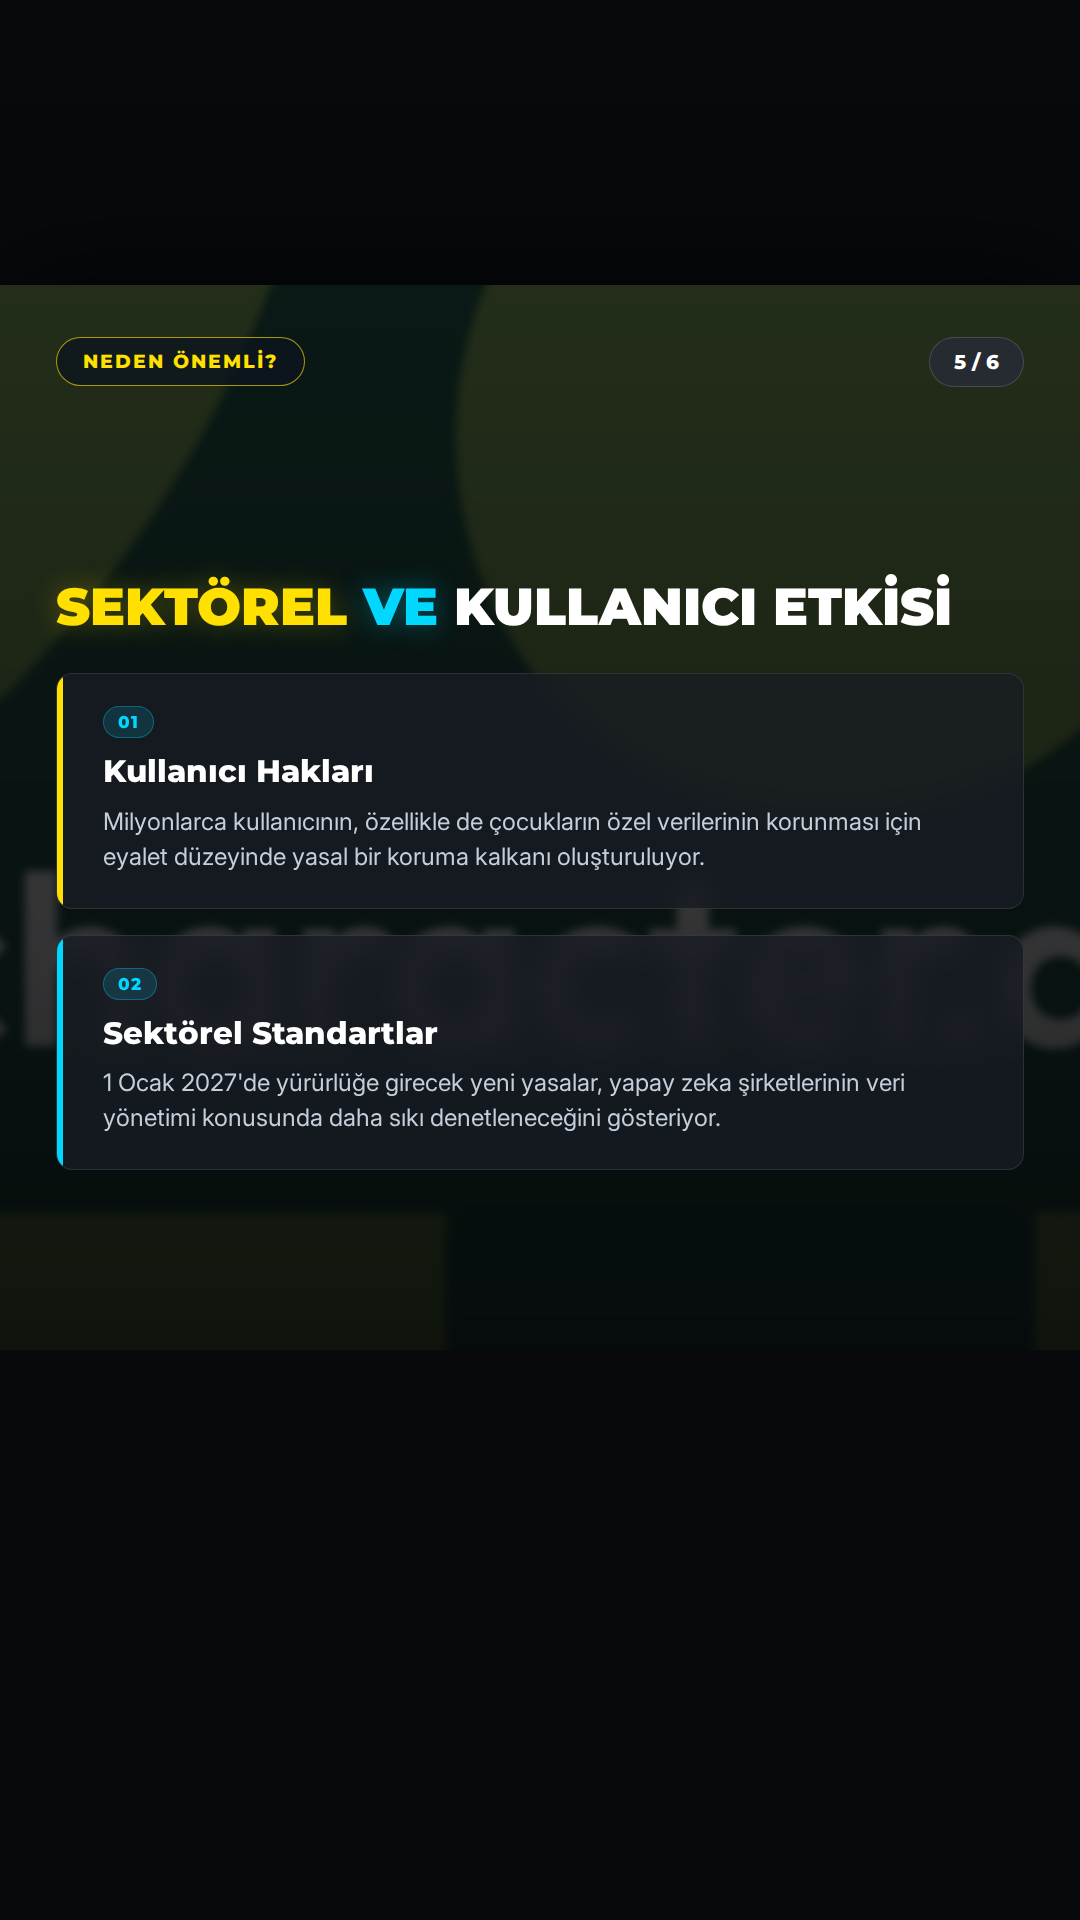 NEDEN ÖNEMLİ?
5 / 6
SEKTÖREL VE KULLANICI ETKİSİ
01
Kullanıcı Hakları
Milyonlarca kullanıcının, özellikle de çocukların özel verilerinin korunması için
eyalet düzeyinde yasal bir koruma kalkanı oluşturuluyor.
02
Sektörel Standartlar
1 Ocak 2027'de yürürlüğe girecek yeni yasalar, yapay zeka şirketlerinin veri
yönetimi konusunda daha sıkı denetleneceğini gösteriyor.